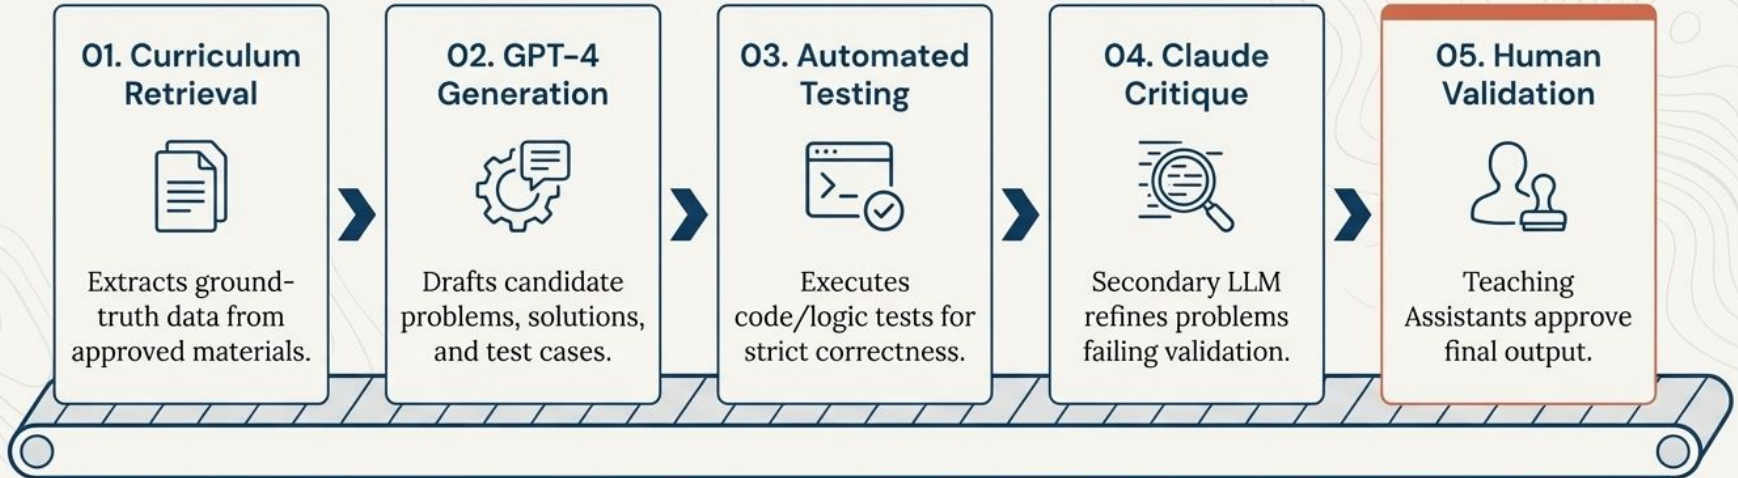 01. Curriculum
Retrieval
Extracts ground-
truth data from
approved materials.
02. GPT-4
Generation
Drafts candidate
problems, solutions,
and test cases.
03. Automated
Testing
Executes
code/logic tests for
strict correctness.
04. Claude
Critique
Secondary LLM
refines problems
failing validation.
05. Human
Validation
Teaching
Assistants approve
final output.